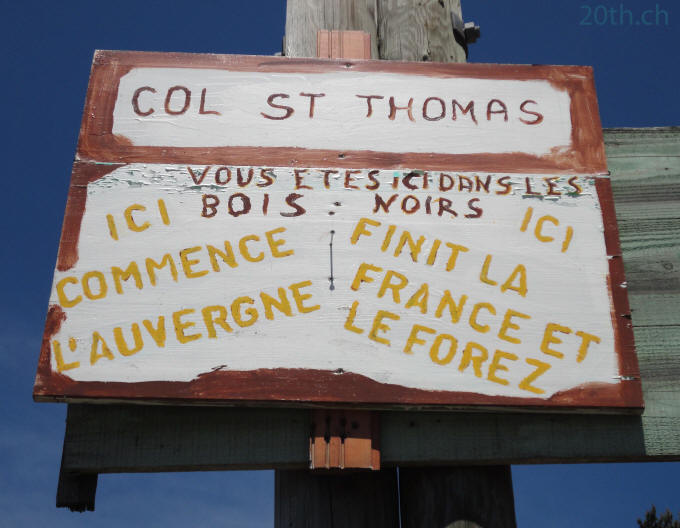 20th.ch
COL ST THOMAS
VOUS ETES ICI DANS LES
BOIS : NOIRS
ICI
COMMENCE
L'AUVERGNE
ICI
FINIT LA
FRANCE ET
LE FOREZ